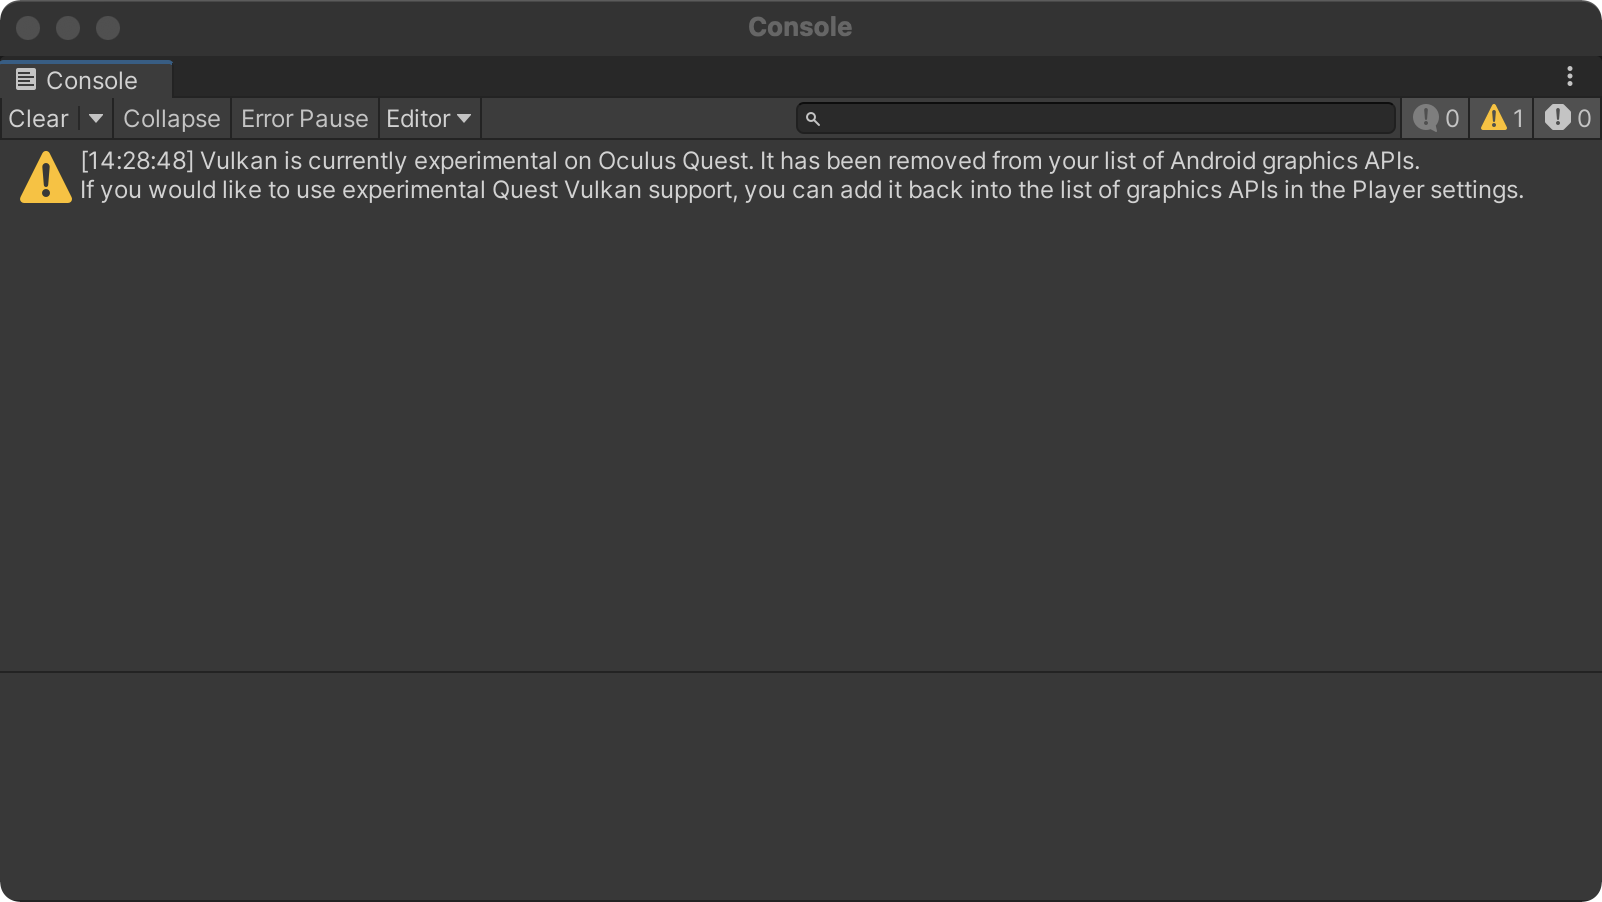 Console
Console
Clear Collapse Error Pause Editor 0 1 0
[14:28:48] Vulkan is currently experimental on Oculus Quest. It has been removed from your list of Android graphics APIs.
If you would like to use experimental Quest Vulkan support, you can add it back into the list of graphics APIs in the Player settings.